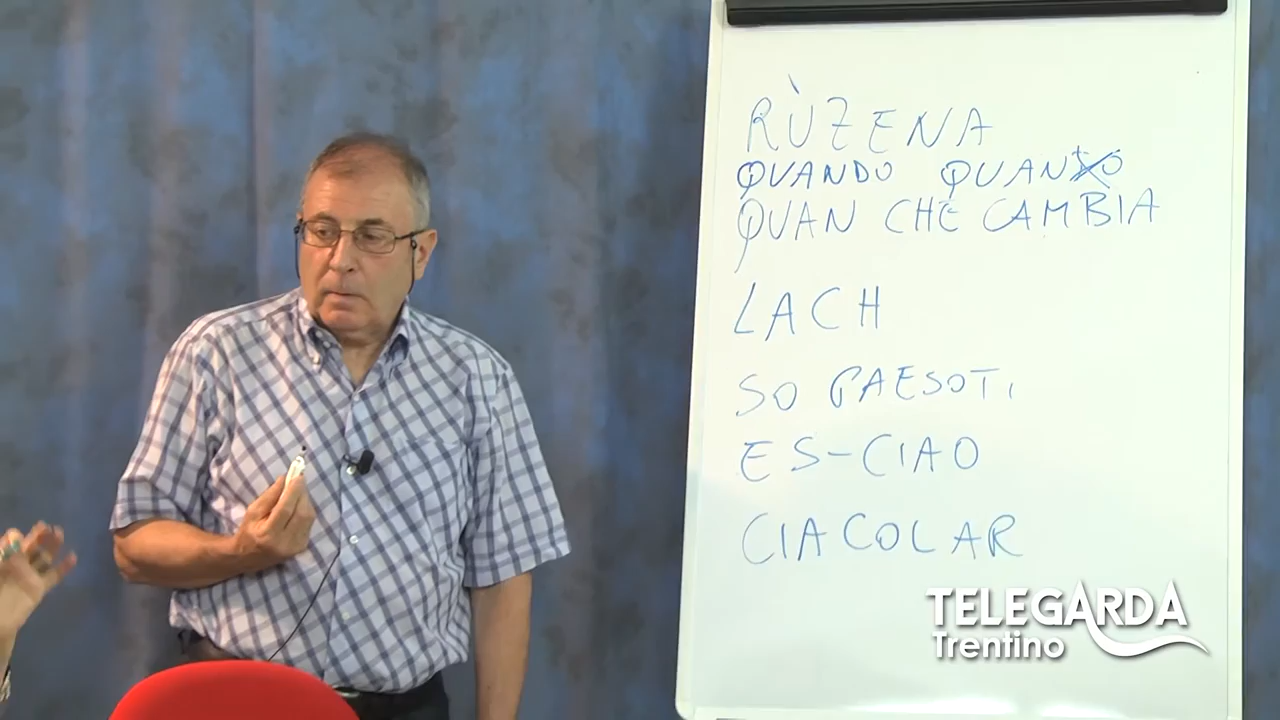 RÙZENA
QUANDO QUANTO
QUAN CHE CAMBIA
LACH
SO PAESOTI
ES-CIAO
CIACOLAR
TELEGARDA
Trentino